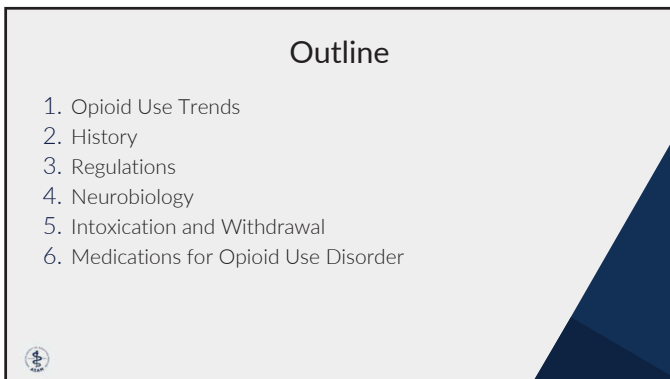 Outline
1. Opioid Use Trends
2. History
3. Regulations
4. Neurobiology
5. Intoxication and Withdrawal
6. Medications for Opioid Use Disorder
ASAM